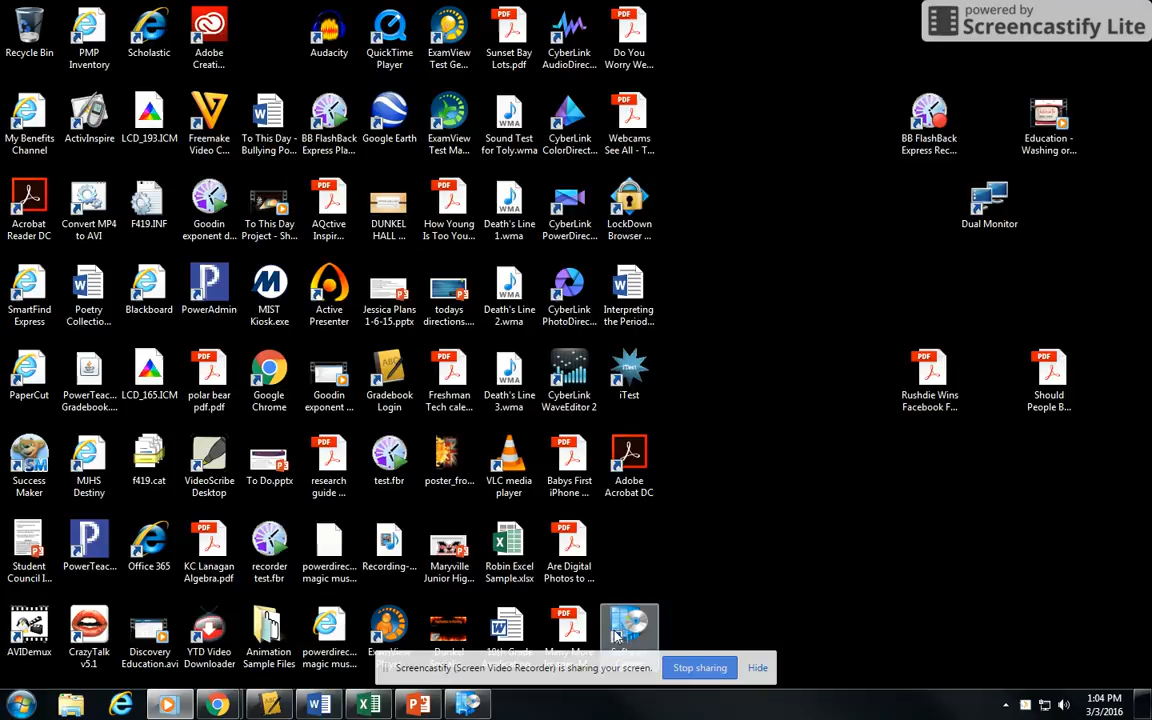 powered by
Screencastify Lite
Recycle Bin
PMP
Inventory
Scholastic
Adobe
Creati...
Audacity
QuickTime
Player
ExamView
Test Ge...
Sunset Bay
Lots.pdf
CyberLink
AudioDirec...
Do You
Worry We...
My Benefits
Channel
ActivInspire
LCD_193.ICM
Freemake
Video C...
To This Day -
Bullying Po...
BB FlashBack
Express Pla...
Google Earth
ExamView
Test Ma...
Sound Test
for Toly.wma
CyberLink
ColorDirect...
Webcams
See All - T...
BB FlashBack
Express Rec...
Education -
Washing or...
Acrobat
Reader DC
Convert MP4
to AVI
F419.INF
Goodin
exponent d...
To This Day
Project - Sh...
AQctive
Inspir...
DUNKEL
HALL ...
How Young
Is Too You...
Death's Line
1.wma
CyberLink
PowerDirec...
LockDown
Browser ...
Dual Monitor
SmartFind
Express
Poetry
Collectio...
Blackboard
PowerAdmin
MIST
Kiosk.exe
Active
Presenter
Jessica Plans
1-6-15.pptx
todays
directions....
Death's Line
2.wma
CyberLink
PhotoDirec...
Interpreting
the Period...
PaperCut
PowerTeac...
Gradebook...
LCD_165.ICM
polar bear
pdf.pdf
Google
Chrome
Goodin
exponent ...
Gradebook
Login
Freshman
Tech cale...
Death's Line
3.wma
CyberLink
WaveEditor 2
iTest
Rushdie Wins
Facebook F...
Should
People B...
Success
Maker
MJHS
Destiny
f419.cat
VideoScribe
Desktop
To Do.pptx
research
guide ...
test.fbr
poster_fro...
VLC media
player
Babys First
iPhone ...
Adobe
Acrobat DC
Student
Council I...
PowerTeac...
Office 365
KC Lanagan
Algebra.pdf
recorder
test.fbr
powerdirec...
magic mus...
Recording-...
Maryville
Junior Hig...
Robin Excel
Sample.xlsx
Are Digital
Photos to ...
AVIDemux
CrazyTalk
v5.1
Discovery
Education.avi
YTD Video
Downloader
Animation
Sample Files
powerdirec...
magic mus...
Screencastify (Screen Video Recorder) is sharing your screen.
Stop sharing
Hide
1:04 PM
3/3/2016